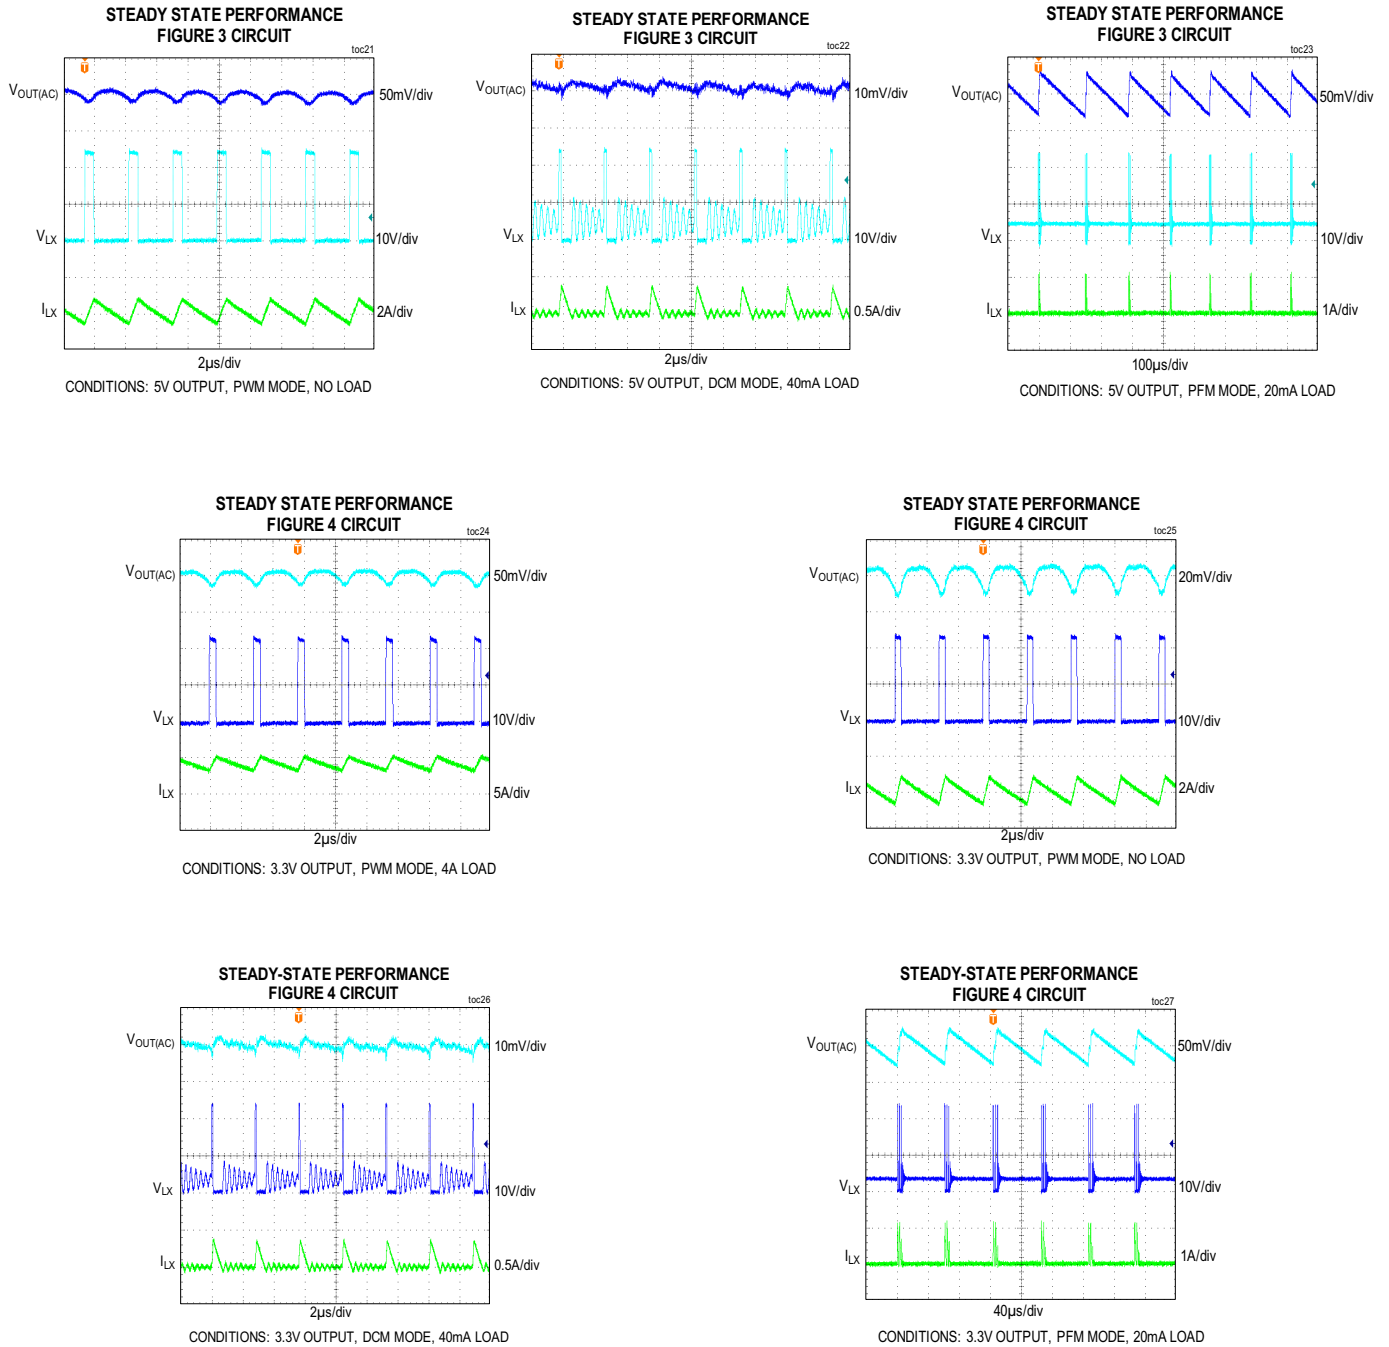 STEADY STATE PERFORMANCE
FIGURE 3 CIRCUIT
toc21
T
VOUT(AC)
50mV/div
VLX
10V/div
ILX
2A/div
2µs/div
CONDITIONS: 5V OUTPUT, PWM MODE, NO LOAD
STEADY STATE PERFORMANCE
FIGURE 3 CIRCUIT
toc22
T
VOUT(AC)
10mV/div
VLX
10V/div
ILX
0.5A/div
2µs/div
CONDITIONS: 5V OUTPUT, DCM MODE, 40mA LOAD
STEADY STATE PERFORMANCE
FIGURE 3 CIRCUIT
toc23
T
VOUT(AC)
50mV/div
VLX
10V/div
ILX
1A/div
100µs/div
CONDITIONS: 5V OUTPUT, PFM MODE, 20mA LOAD
STEADY STATE PERFORMANCE
FIGURE 4 CIRCUIT
toc24
T
VOUT(AC)
50mV/div
VLX
10V/div
ILX
5A/div
2µs/div
CONDITIONS: 3.3V OUTPUT, PWM MODE, 4A LOAD
STEADY STATE PERFORMANCE
FIGURE 4 CIRCUIT
toc25
T
VOUT(AC)
20mV/div
VLX
10V/div
ILX
2A/div
2µs/div
CONDITIONS: 3.3V OUTPUT, PWM MODE, NO LOAD
STEADY-STATE PERFORMANCE
FIGURE 4 CIRCUIT
toc26
T
VOUT(AC)
10mV/div
VLX
10V/div
ILX
0.5A/div
2µs/div
CONDITIONS: 3.3V OUTPUT, DCM MODE, 40mA LOAD
STEADY-STATE PERFORMANCE
FIGURE 4 CIRCUIT
toc27
T
VOUT(AC)
50mV/div
VLX
10V/div
ILX
1A/div
40µs/div
CONDITIONS: 3.3V OUTPUT, PFM MODE, 20mA LOAD